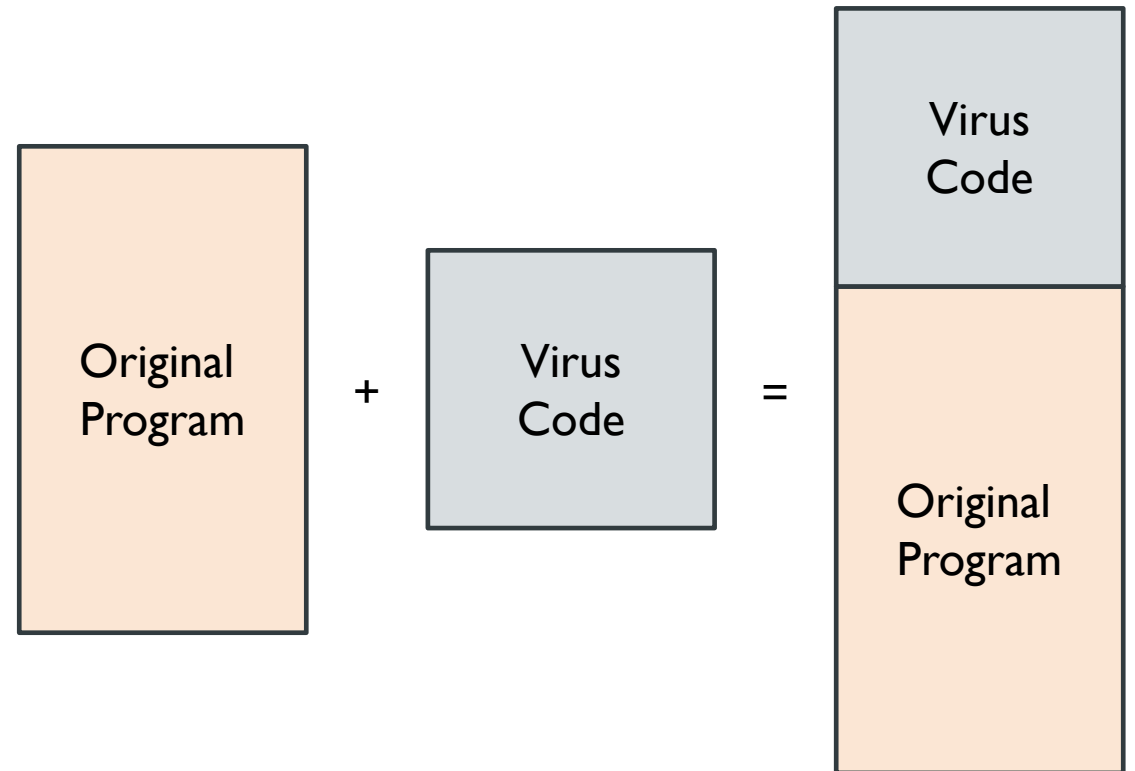 Original
Program
+
Virus
Code
=
Virus
Code
Original
Program